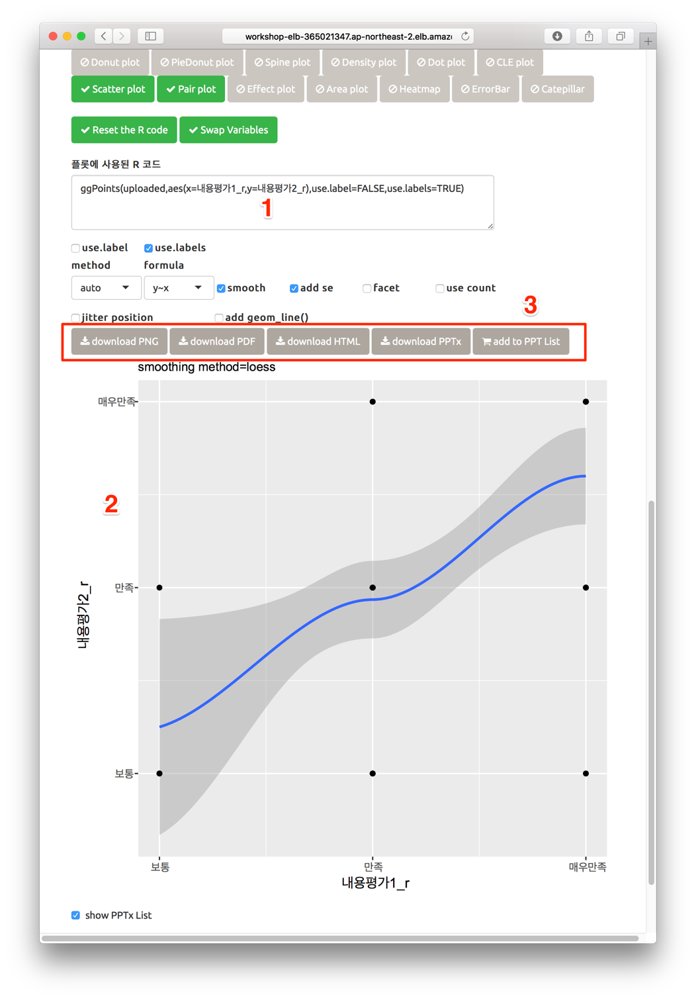 workshop-elb-365021347.ap-northeast-2.elb.amaz
Donut plot PieDonut plot Spine plot Density plot Dot plot CLE plot
Scatter plot Pair plot Effect plot Area plot Heatmap ErrorBar Catepillar
Reset the R code Swap Variables
플롯에 사용된 R 코드
ggPoints(uploaded,aes(x=내용평가1_r,y=내용평가2_r),use.label=FALSE,use.labels=TRUE)
1
use.label use.labels
method formula
auto y~x smooth add se facet use count
3
jitter position add geom_line()
download PNG download PDF download HTML download PPTx add to PPT List
smoothing method=loess
매우만족
2
만족
내용평가2_r
보통
보통 만족 매우만족
내용평가1_r
show PPTx List